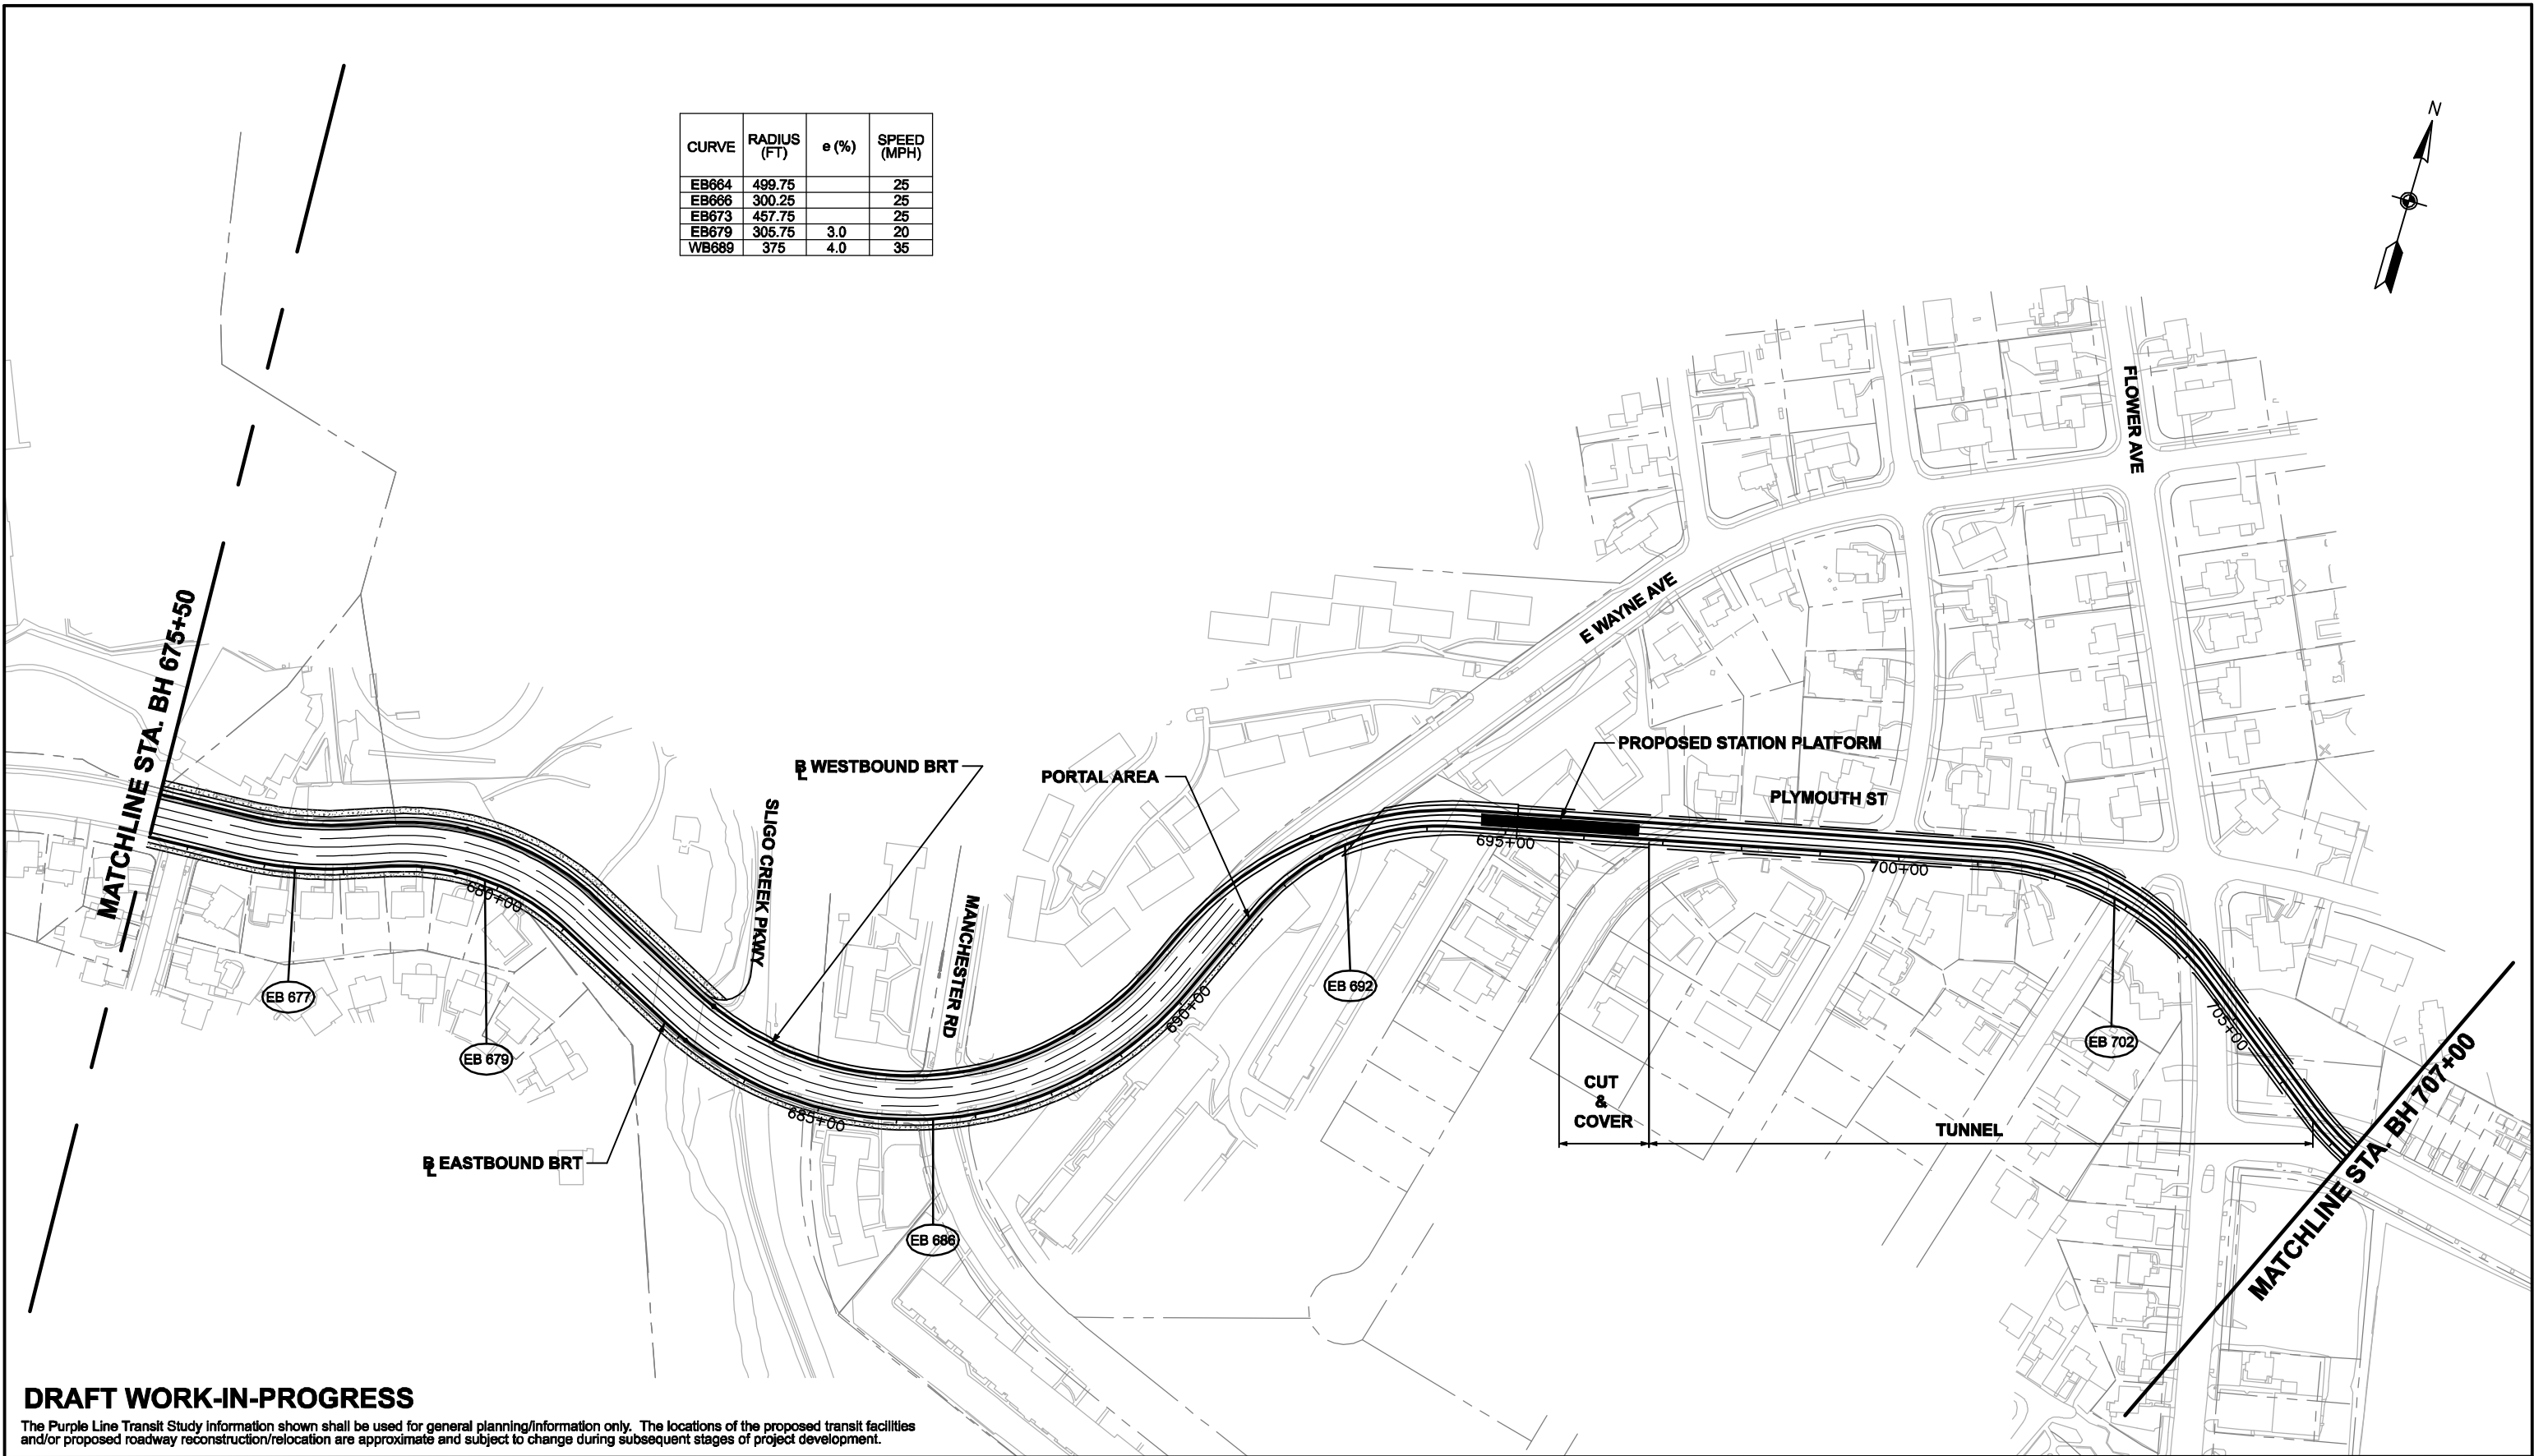 CURVE RADIUS (FT) e (%) SPEED (MPH)
EB664 499.75 25
EB666 300.25 25
EB673 457.75 25
EB679 305.75 3.0 20
WB689 375 4.0 35
N
FLOWER AVE
E WAYNE AVE
MATCHLINE STA. BH 675+50
PROPOSED STATION PLATFORM
BL WESTBOUND BRT
PORTAL AREA
PLYMOUTH ST
SLIGO CREEK PKWY
695+00
700+00
680+00
MANCHESTER RD
EB 677
EB 692
690+00
705+00
EB 702
EB 679
CUT
&
COVER
685+00
TUNNEL
BL EASTBOUND BRT
MATCHLINE STA. BH 707+00
EB 686
DRAFT WORK-IN-PROGRESS
The Purple Line Transit Study information shown shall be used for general planning/information only. The locations of the proposed transit facilities
and/or proposed roadway reconstruction/relocation are approximate and subject to change during subsequent stages of project development.